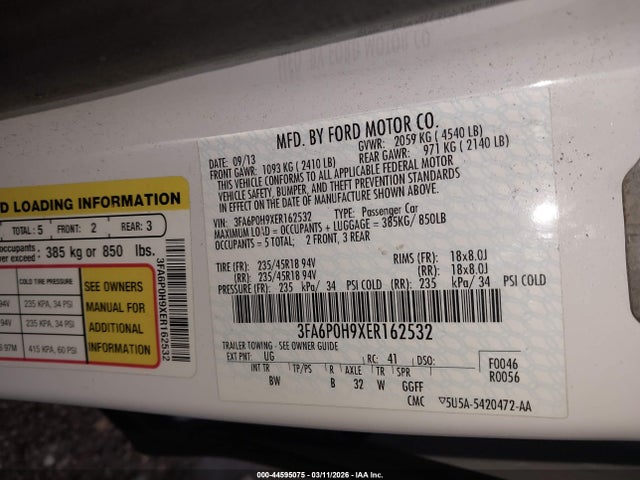 MFD. BY FORD MOTOR CO.
DATE: 09/13 GVWR: 2059 KG ( 4540 LB)
FRONT GAWR: 1093 KG ( 2410 LB) REAR GAWR: 971 KG ( 2140 LB)
THIS VEHICLE CONFORMS TO ALL APPLICABLE FEDERAL MOTOR
VEHICLE SAFETY, BUMPER, AND THEFT PREVENTION STANDARDS
IN EFFECT ON THE DATE OF MANUFACTURE SHOWN ABOVE.
VIN: 3FA6P0H9XER162532 TYPE: Passenger Car
MAXIMUM LOAD = OCCUPANTS + LUGGAGE = 385KG/ 850LB
OCCUPANTS = 5 TOTAL; 2 FRONT, 3 REAR
TIRE (FR): 235/45R18 94V RIMS (FR): 18x8.0J
(RR): 235/45R18 94V (RR): 18x8.0J
PRESSURE (FR): 235 kPa/ 34 PSI COLD (RR): 235 kPa/ 34 PSI COLD
3FA6P0H9XER162532
TRAILER TOWING - SEE OWNER GUIDE
EXT PNT: UG RC: 41 DSO: F0046
R0056
INT TR TP/PS R AXLE TR SPR
BW B 32 W GGFF
CMC ▽5U5A-5420472-AA
D LOADING INFORMATION
TOTAL: 5 FRONT: 2 REAR: 3
occupants
er exceed 385 kg or 850 lbs.
COLD TIRE PRESSURE
94V 235 KPA, 34 PSI
94V 235 KPA, 34 PSI
97M 415 KPA, 60 PSI
SEE OWNERS
MANUAL FOR
ADDITIONAL
INFORMATION
3FA6P0H9XER162532
000-44595075 - 03/11/2026 - IAA Inc.